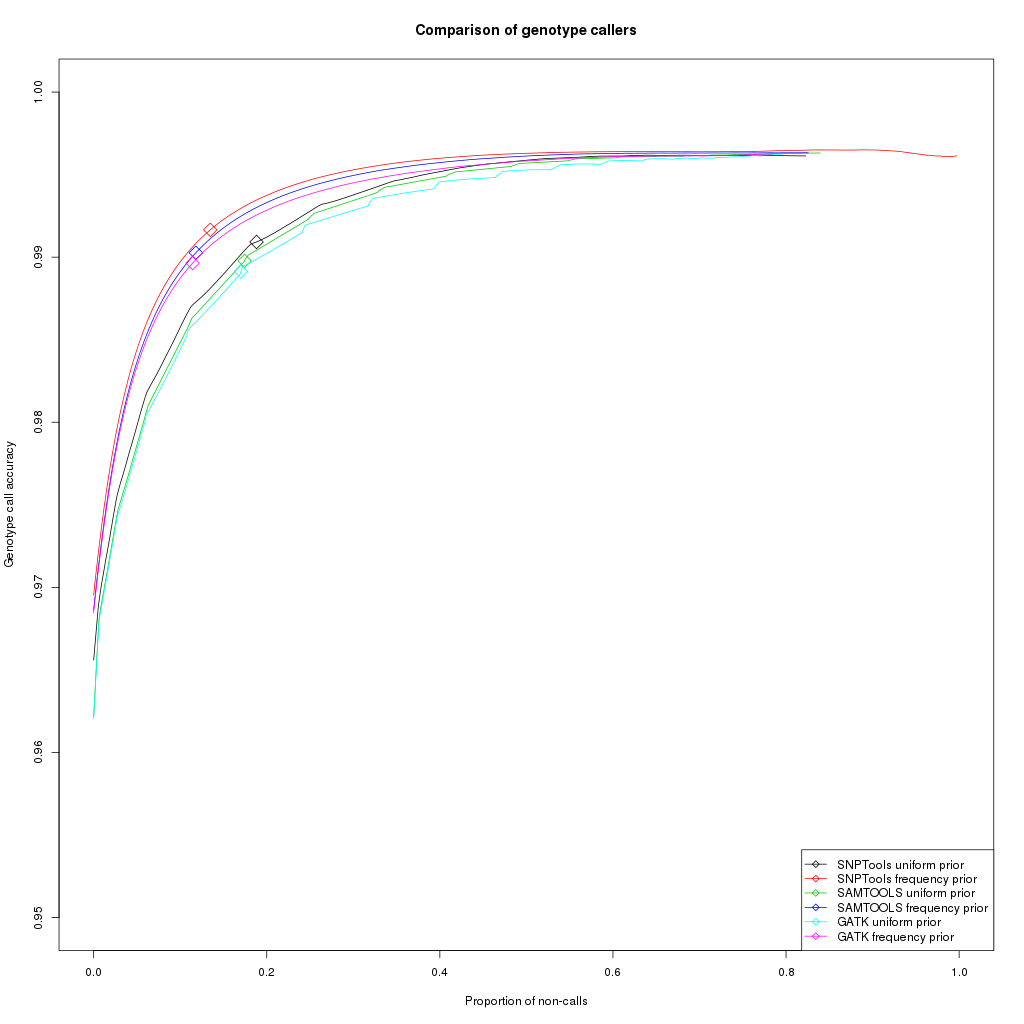 Comparison of genotype callers
Genotype call accuracy
1.00
0.99
0.98
0.97
0.96
0.95
0.0 0.2 0.4 0.6 0.8 1.0
Proportion of non-calls
SNPTools uniform prior
SNPTools frequency prior
SAMTOOLS uniform prior
SAMTOOLS frequency prior
GATK uniform prior
GATK frequency prior